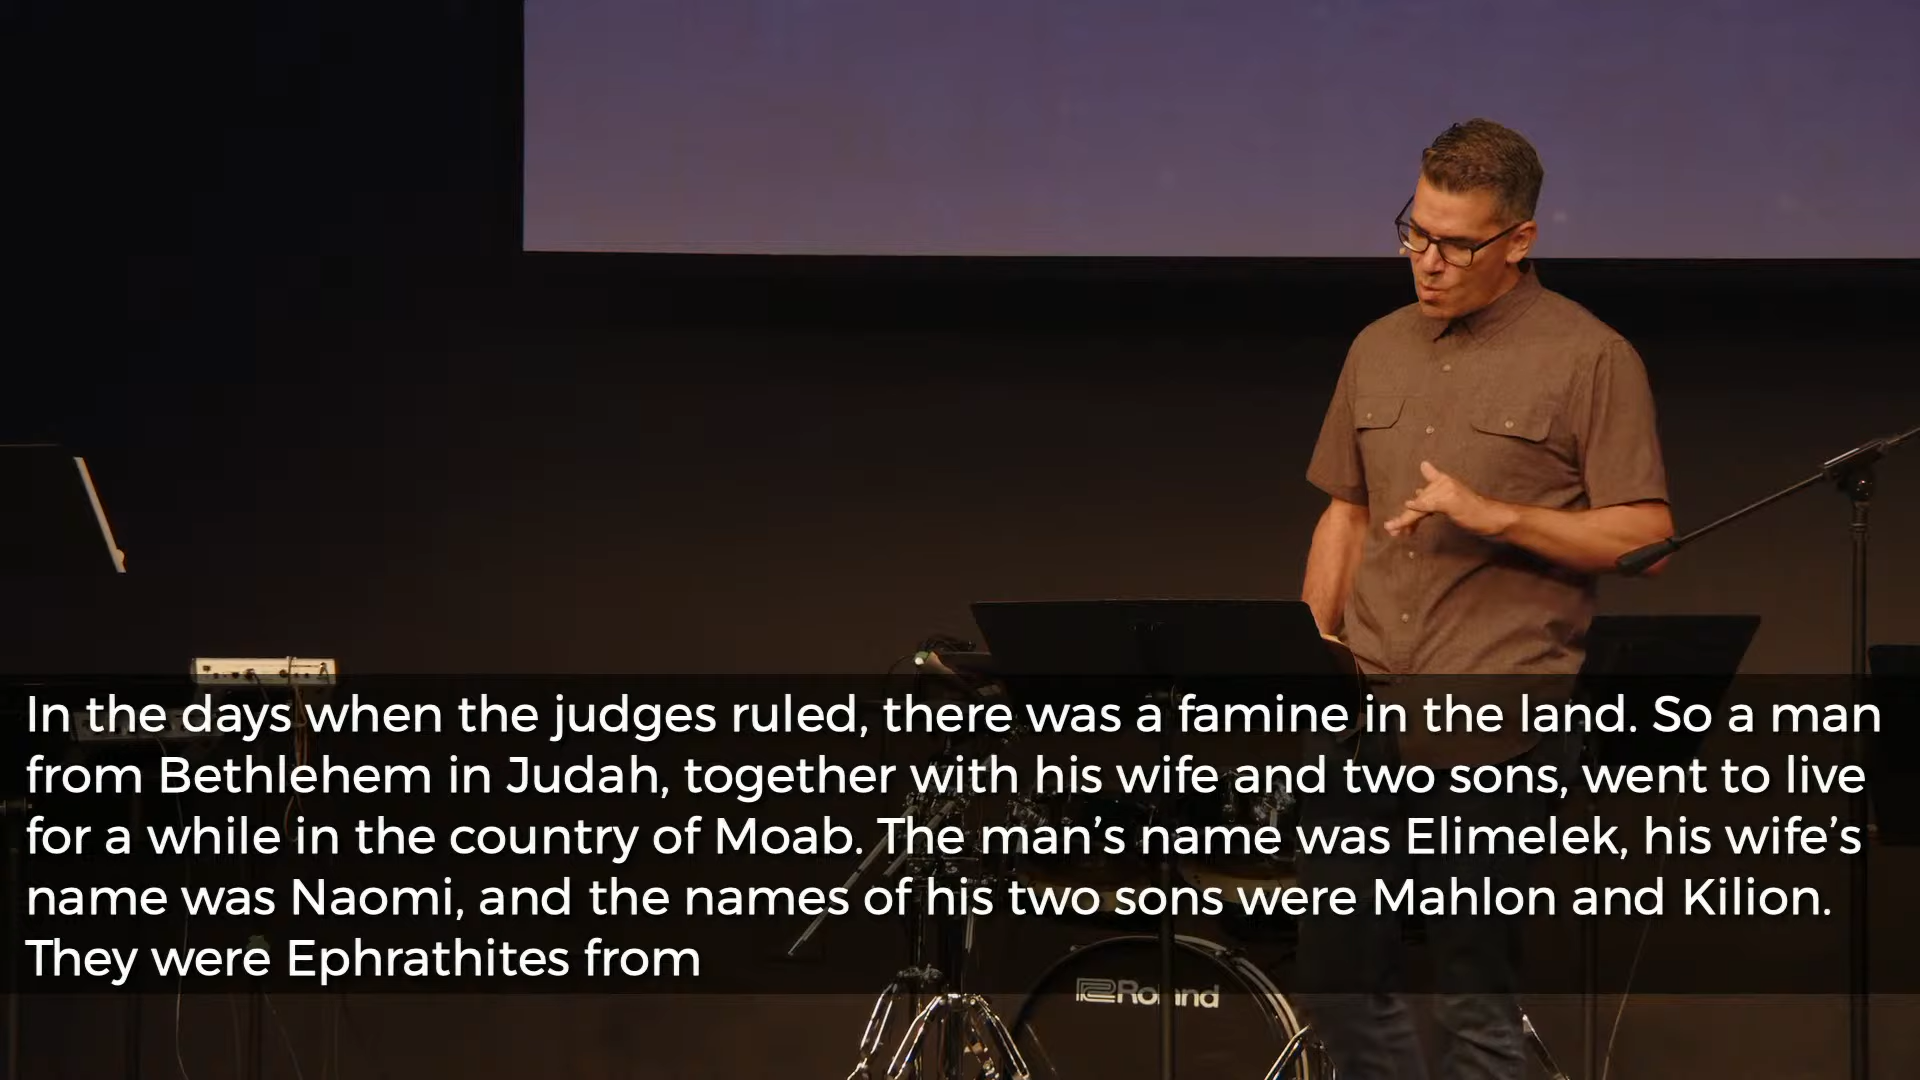 In the days when the judges ruled, there was a famine in the land. So a man
from Bethlehem in Judah, together with his wife and two sons, went to live
for a while in the country of Moab. The man’s name was Elimelek, his wife’s
name was Naomi, and the names of his two sons were Mahlon and Kilion.
They were Ephrathites from
Roland